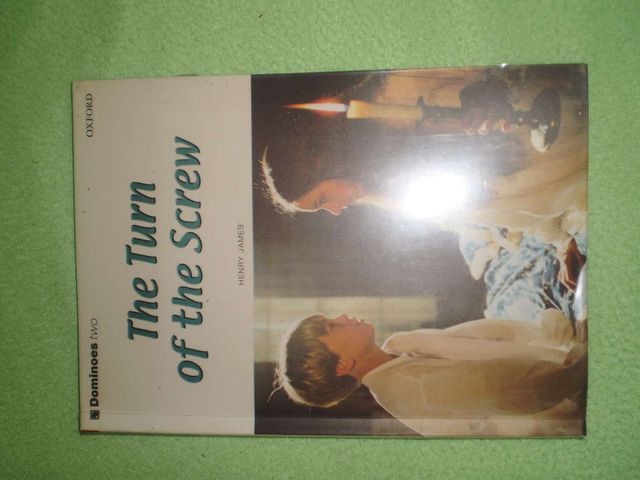 Dominoes two
OXFORD
The Turn
of the Screw
HENRY JAMES